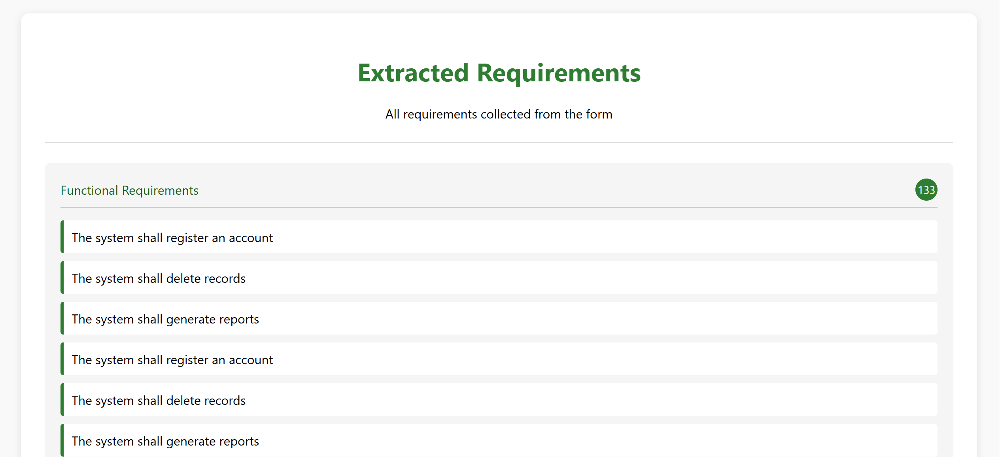 Extracted Requirements
All requirements collected from the form
Functional Requirements
133
The system shall register an account
The system shall delete records
The system shall generate reports
The system shall register an account
The system shall delete records
The system shall generate reports